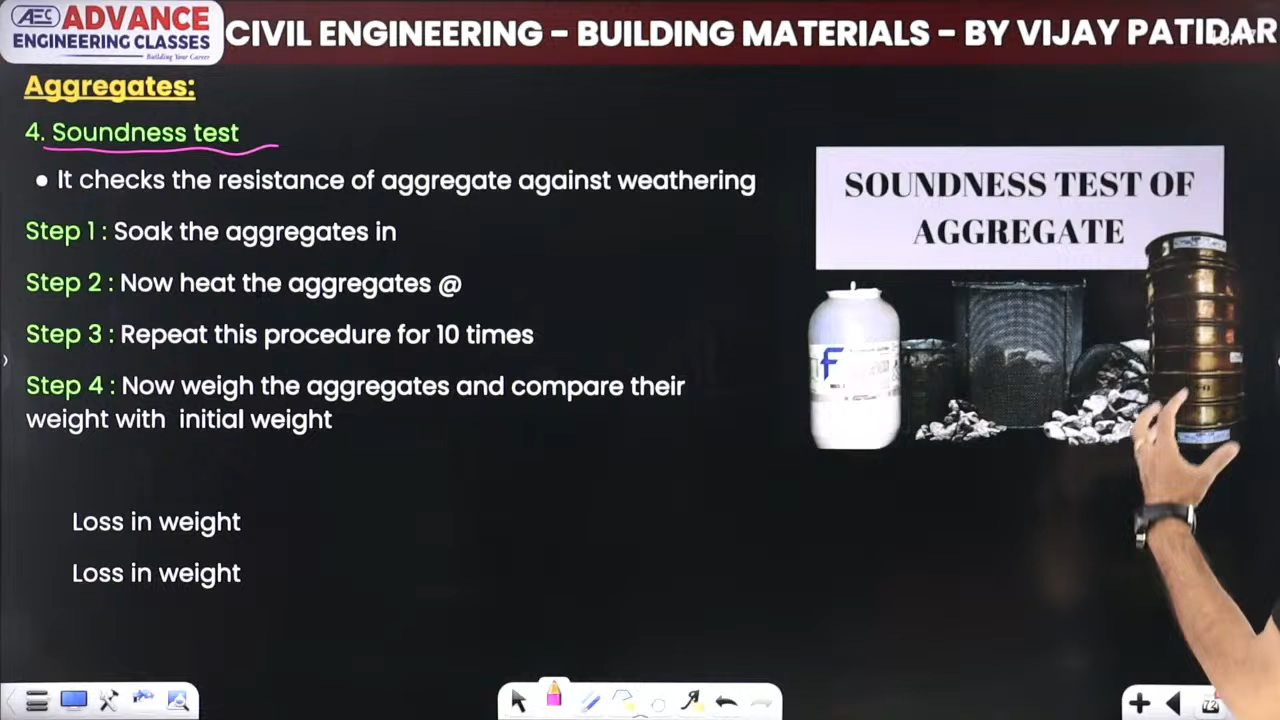 AEC ADVANCE
ENGINEERING CLASSES
Building Your Career
CIVIL ENGINEERING - BUILDING MATERIALS - BY VIJAY PATIDAR
Aggregates:
4. Soundness test
• It checks the resistance of aggregate against weathering
Step 1 : Soak the aggregates in
Step 2 : Now heat the aggregates @
Step 3 : Repeat this procedure for 10 times
Step 4 : Now weigh the aggregates and compare their
weight with initial weight
Loss in weight
Loss in weight
SOUNDNESS TEST OF
AGGREGATE
F
72